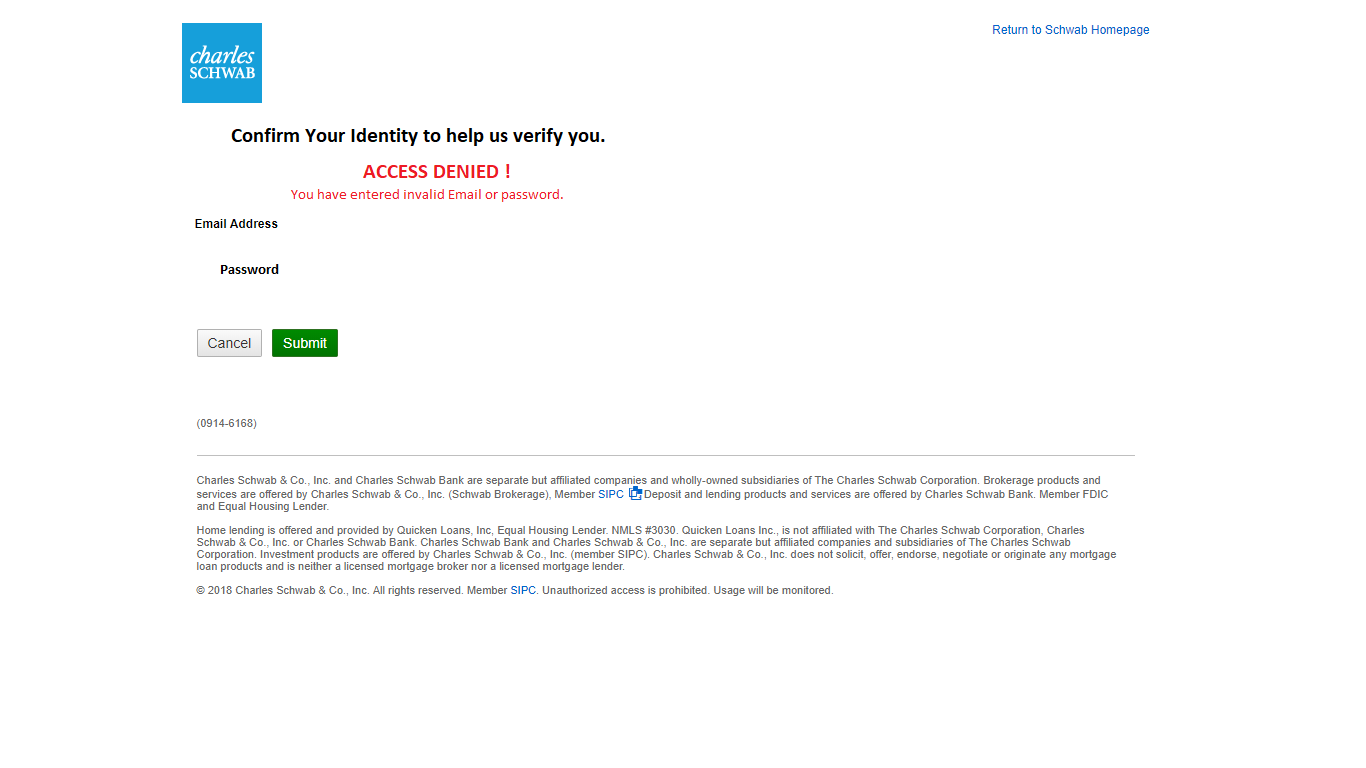 charles
SCHWAB
Return to Schwab Homepage
Confirm Your Identity to help us verify you.
ACCESS DENIED !
You have entered invalid Email or password.
Email Address
Password
Cancel
Submit
(0914-6168)
Charles Schwab & Co., Inc. and Charles Schwab Bank are separate but affiliated companies and wholly-owned subsidiaries of The Charles Schwab Corporation. Brokerage products and
services are offered by Charles Schwab & Co., Inc. (Schwab Brokerage), Member SIPC Deposit and lending products and services are offered by Charles Schwab Bank. Member FDIC
and Equal Housing Lender.
Home lending is offered and provided by Quicken Loans, Inc, Equal Housing Lender. NMLS #3030. Quicken Loans Inc., is not affiliated with The Charles Schwab Corporation, Charles
Schwab & Co., Inc. or Charles Schwab Bank. Charles Schwab Bank and Charles Schwab & Co., Inc. are separate but affiliated companies and subsidiaries of The Charles Schwab
Corporation. Investment products are offered by Charles Schwab & Co., Inc. (member SIPC). Charles Schwab & Co., Inc. does not solicit, offer, endorse, negotiate or originate any mortgage
loan products and is neither a licensed mortgage broker nor a licensed mortgage lender.
© 2018 Charles Schwab & Co., Inc. All rights reserved. Member SIPC. Unauthorized access is prohibited. Usage will be monitored.